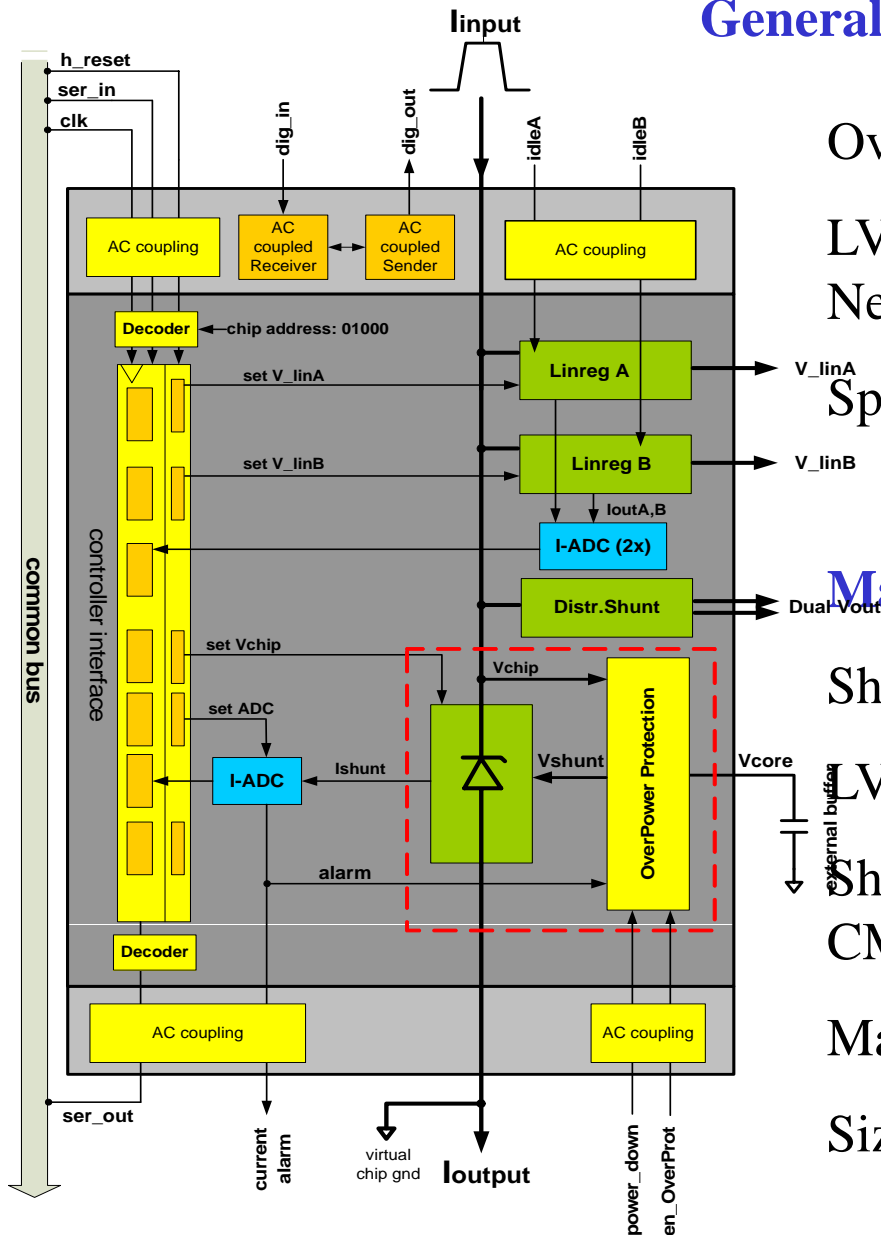 General
Iinput
h_reset
ser_in
clk
dig_in
dig_out
idleA
idleB
Ov
AC coupling
AC
coupled
Receiver
AC
coupled
Sender
AC coupling
LV
Ne
Decoder
chip address: 01000
set V_linA
Linreg A
V_linA
Sp
set V_linB
Linreg B
V_linB
IoutA,B
I-ADC (2x)
common bus
controller interface
Distr.Shunt
Ma
Dual Vout
set Vchip
Vchip
Sh
set ADC
I-ADC
Ishunt
Vshunt
OverPower Protection
Vcore
external buffer
LV
alarm
Sh
CM
Decoder
AC coupling
AC coupling
Ma
ser_out
current
alarm
virtual
chip gnd
Ioutput
power_down
en_OverProt
Siz